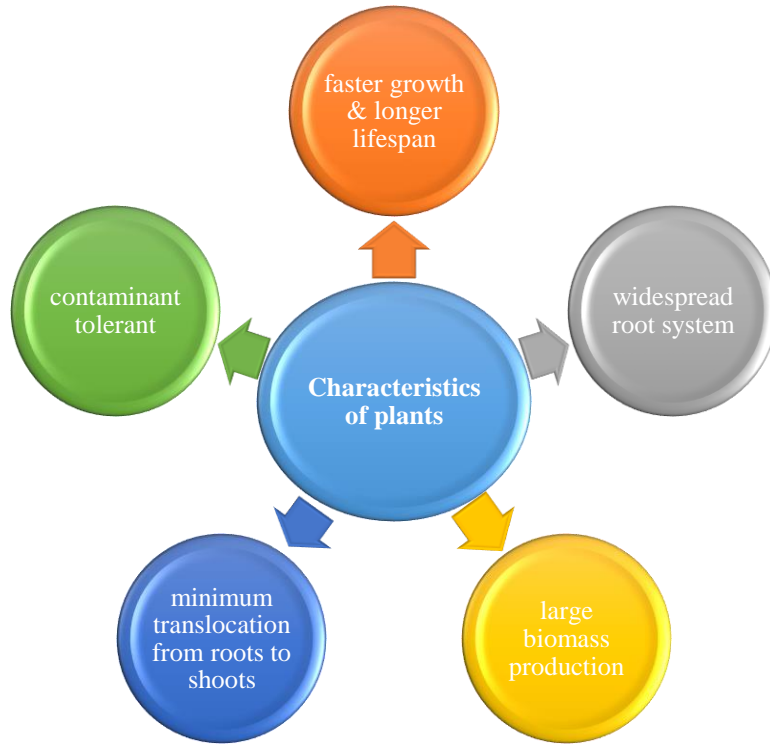 faster growth
& longer
lifespan
contaminant
tolerant
widespread
root system
Characteristics
of plants
minimum
translocation
from roots to
shoots
large
biomass
production